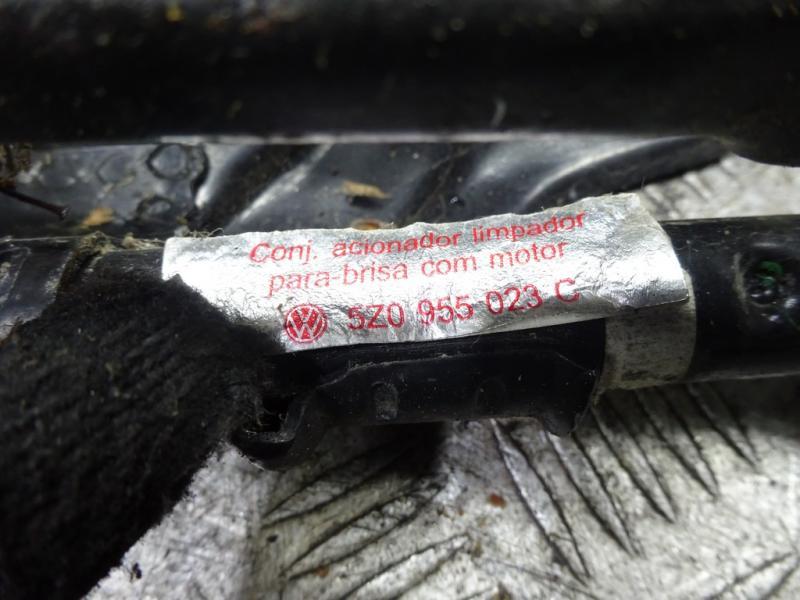 Conj. acionador limpador
para-brisa com motor
5Z0 955 023 C